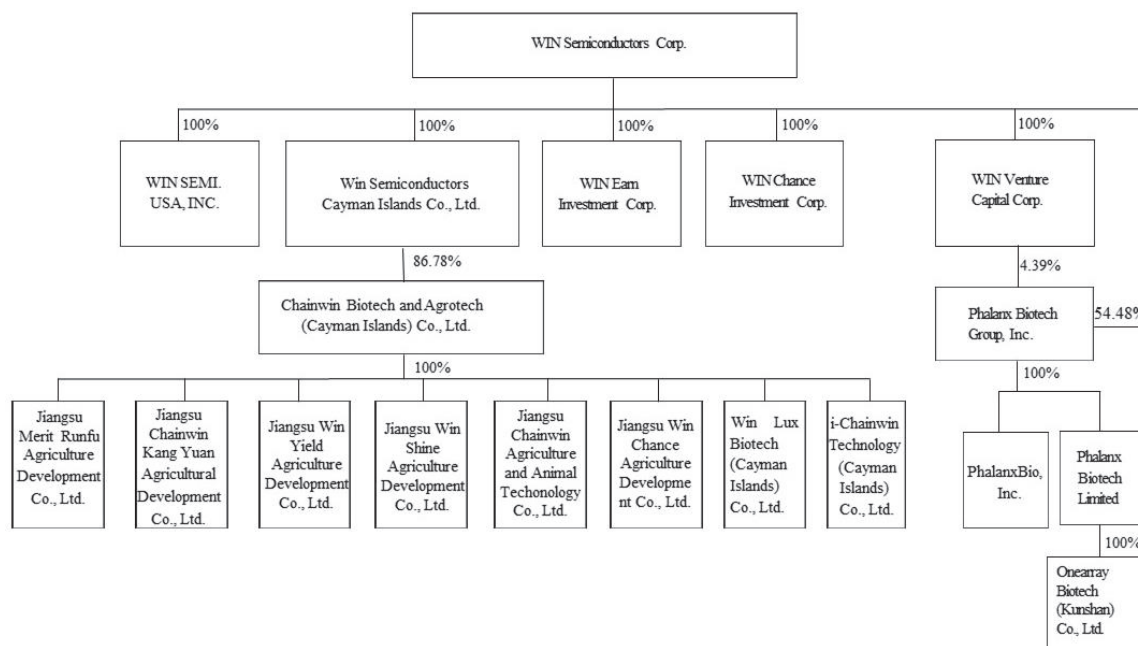 WIN Semiconductors Corp.
100%
100%
100%
100%
100%
WIN SEMI.
USA, INC.
Win Semiconductors
Cayman Islands Co., Ltd.
WIN Earn
Investment Corp.
WIN Chance
Investment Corp.
WIN Venture
Capital Corp.
86.78%
4.39%
Chainwin Biotech and Agrotech
(Cayman Islands) Co., Ltd.
Phalanx Biotech
Group, Inc.
54.48%
100%
100%
Jiangsu
Merit Runfu
Agriculture
Development
Co., Ltd.
Jiangsu
Chainwin
Kang Yuan
Agricultural
Development
Co., Ltd.
Jiangsu Win
Yield
Agriculture
Development
Co., Ltd.
Jiangsu Win
Shine
Agriculture
Development
Co., Ltd.
Jiangsu
Chainwin
Agriculture
and Animal
Techonology
Co., Ltd.
Jiangsu Win
Chance
Agriculture
Developme
nt Co., Ltd.
Win Lux
Biotech
(Cayman
Islands)
Co., Ltd.
i-Chainwin
Technology
(Cayman
Islands)
Co., Ltd.
PhalanxBio,
Inc.
Phalanx
Biotech
Limited
100%
Onearray
Biotech
(Kunshan)
Co., Ltd.